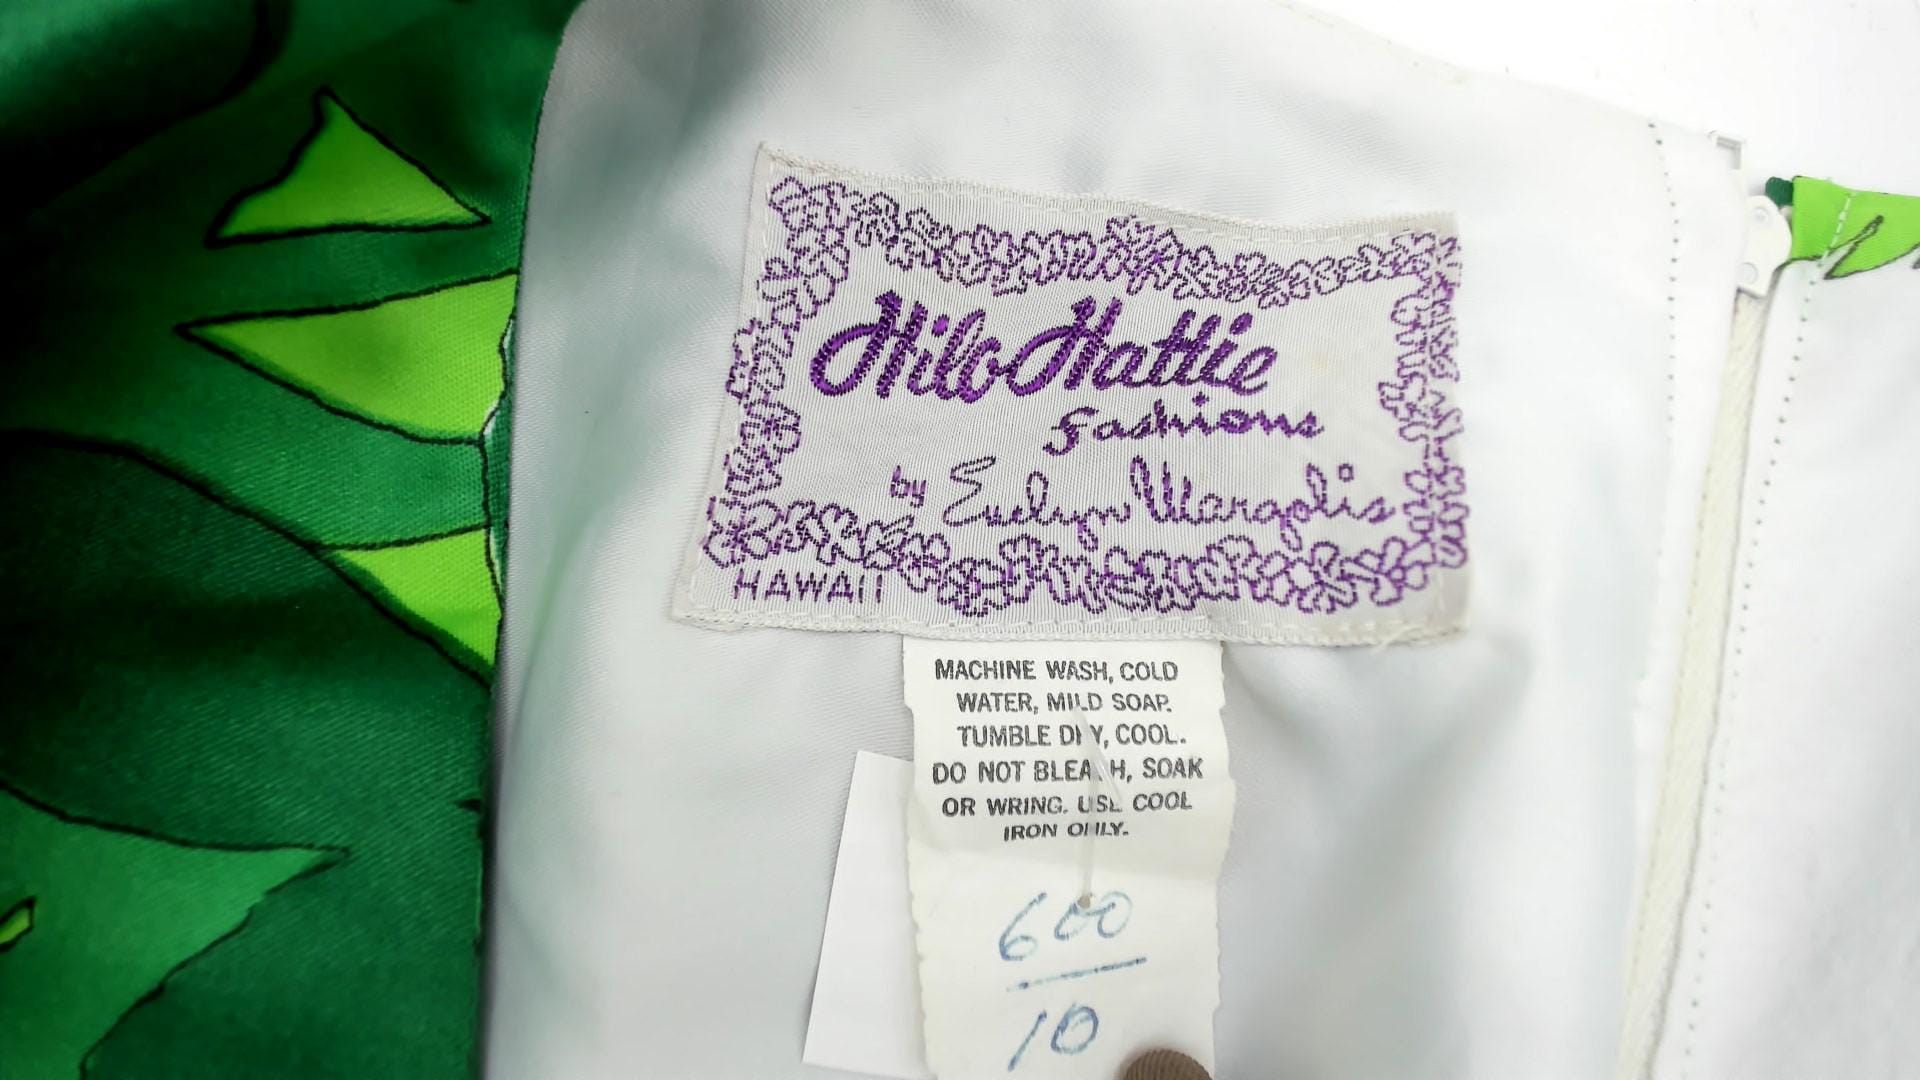 Hilo Hattie
Fashions
by Evelyn Margolis
HAWAII
MACHINE WASH, COLD
WATER, MILD SOAP.
TUMBLE DRY, COOL.
DO NOT BLEACH, SOAK
OR WRING. USE COOL
IRON ONLY.
600
10